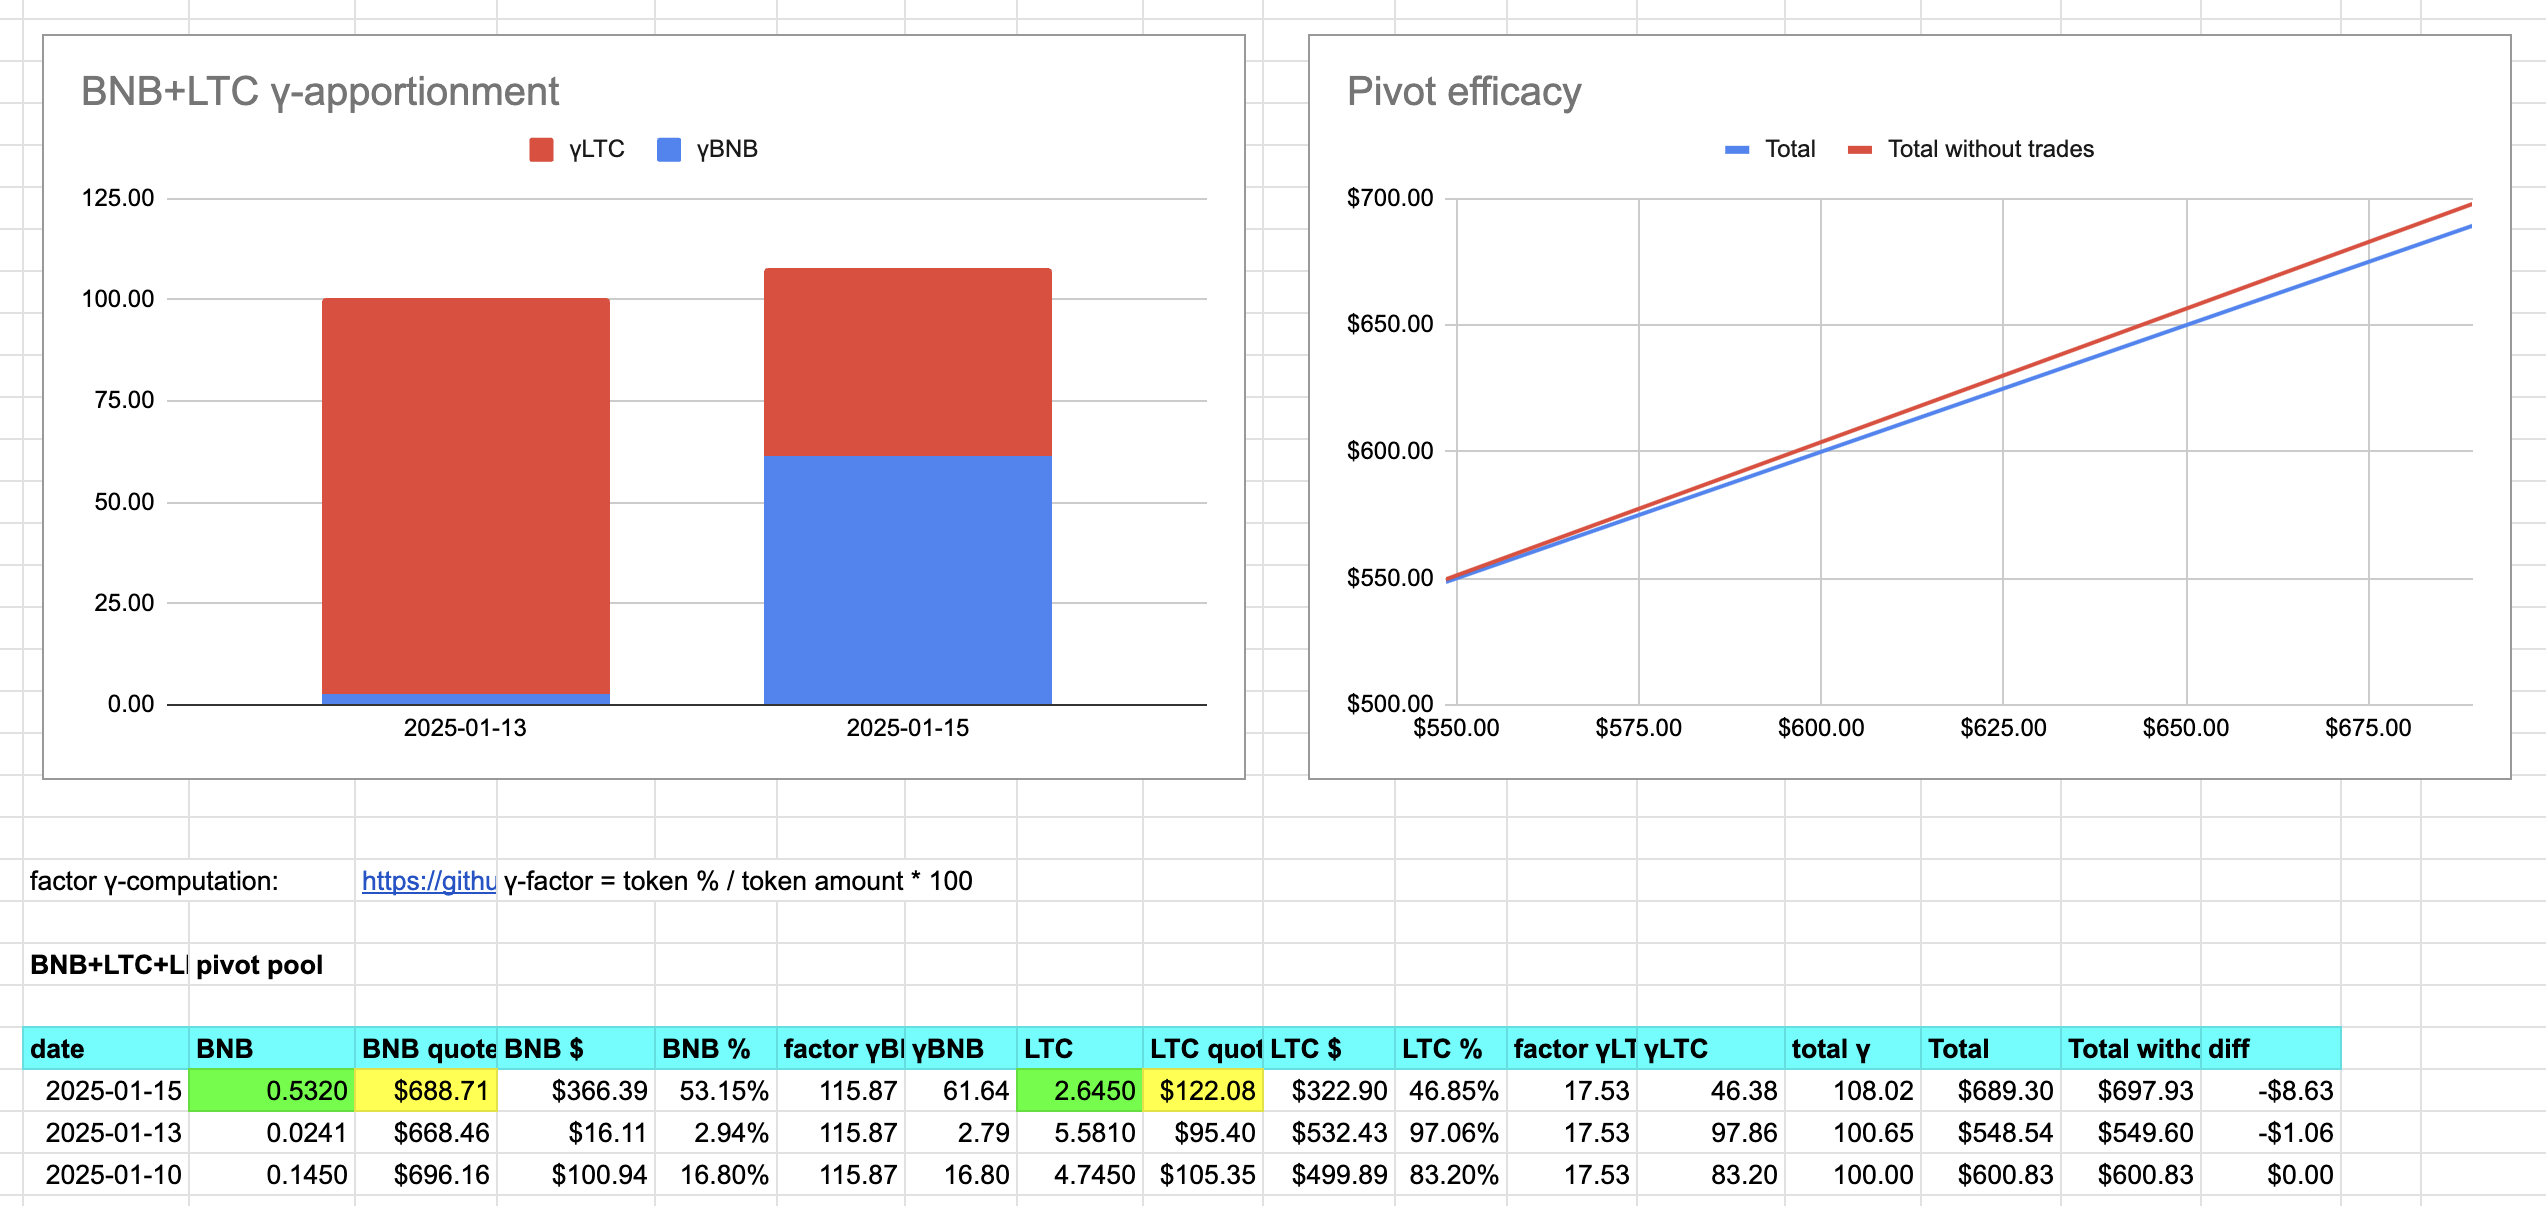 BNB+LTC γ-apportionment
γLTC γBNB
125.00
100.00
75.00
50.00
25.00
0.00
2025-01-13 2025-01-15
Pivot efficacy
Total Total without trades
$700.00
$650.00
$600.00
$550.00
$500.00
$550.00 $575.00 $600.00 $625.00 $650.00 $675.00
factor γ-computation: https://githu γ-factor = token % / token amount * 100
BNB+LTC+LI pivot pool
date BNB BNB quote BNB $ BNB % factor γBI γBNB LTC LTC quot LTC $ LTC % factor γLT γLTC total γ Total Total witho diff
2025-01-15 0.5320 $688.71 $366.39 53.15% 115.87 61.64 2.6450 $122.08 $322.90 46.85% 17.53 46.38 108.02 $689.30 $697.93 -$8.63
2025-01-13 0.0241 $668.46 $16.11 2.94% 115.87 2.79 5.5810 $95.40 $532.43 97.06% 17.53 97.86 100.65 $548.54 $549.60 -$1.06
2025-01-10 0.1450 $696.16 $100.94 16.80% 115.87 16.80 4.7450 $105.35 $499.89 83.20% 17.53 83.20 100.00 $600.83 $600.83 $0.00